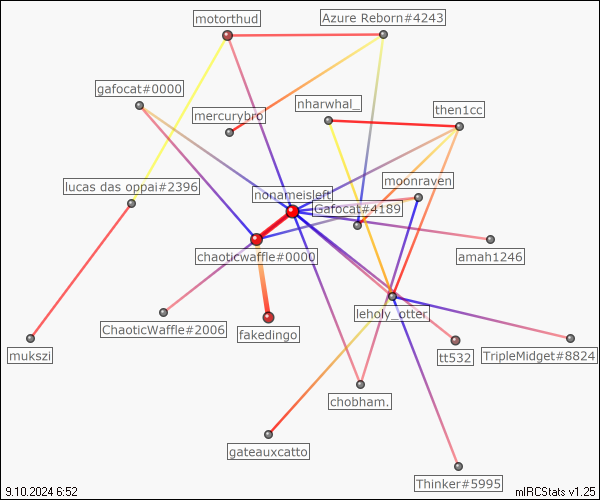 motorthud
Azure Reborn#4243
gafocat#0000
nharwhal_
mercurybro
then1cc
moonraven
lucas das oppai#2396
nonameisleft
Gafocat#4189
chaoticwaffle#0000
amah1246
leholy_otter
ChaoticWaffle#2006
fakedingo
mukszi
tt532
TripleMidget#8824
chobham.
gateauxcatto
Thinker#5995
9.10.2024 6:52
mIRCStats v1.25